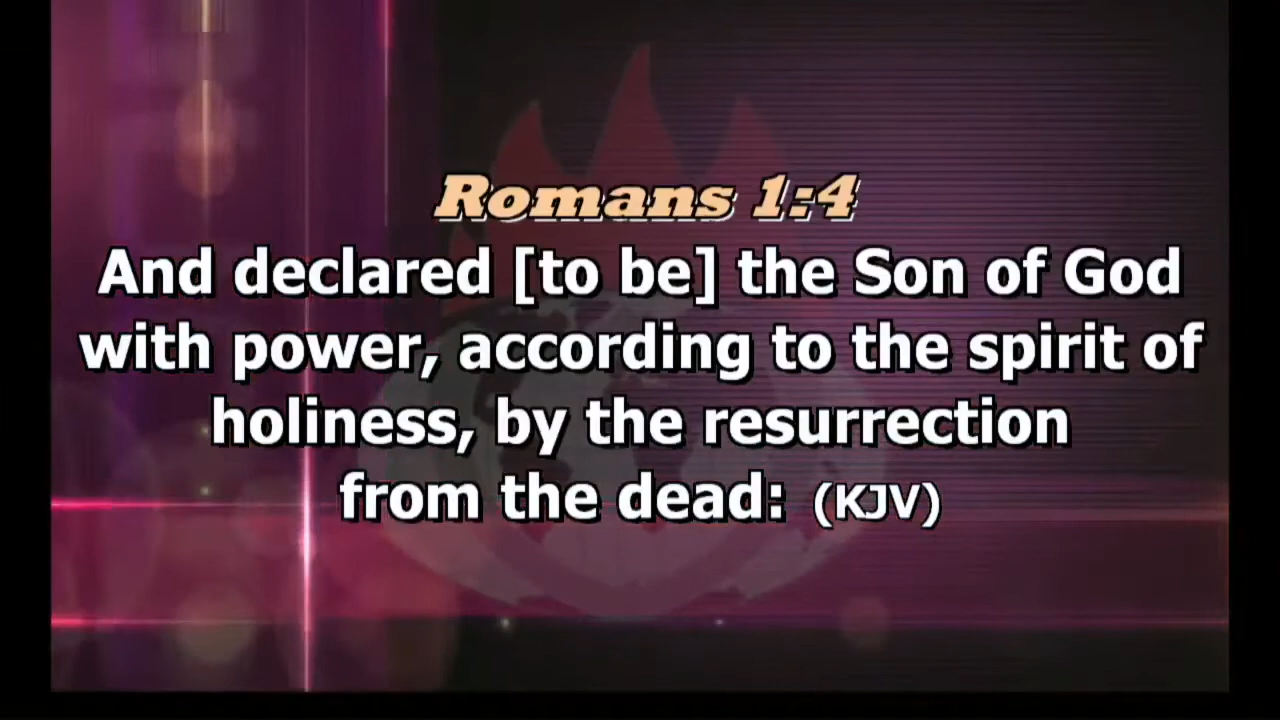 Romans 1:4
And declared [to be] the Son of God
with power, according to the spirit of
holiness, by the resurrection
from the dead: (KJV)